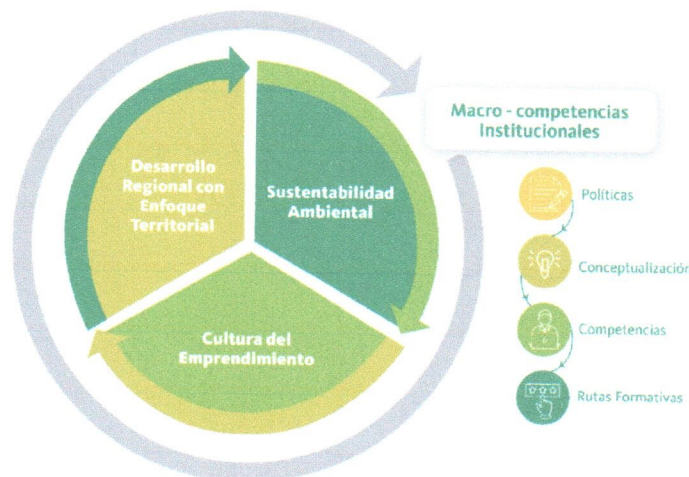 Macro - competencias
Institucionales
Desarrollo
Regional con
Enfoque
Territorial
Sustentabilidad
Ambiental
Cultura del
Emprendimiento
Políticas
Conceptualización
Competencias
Rutas Formativas